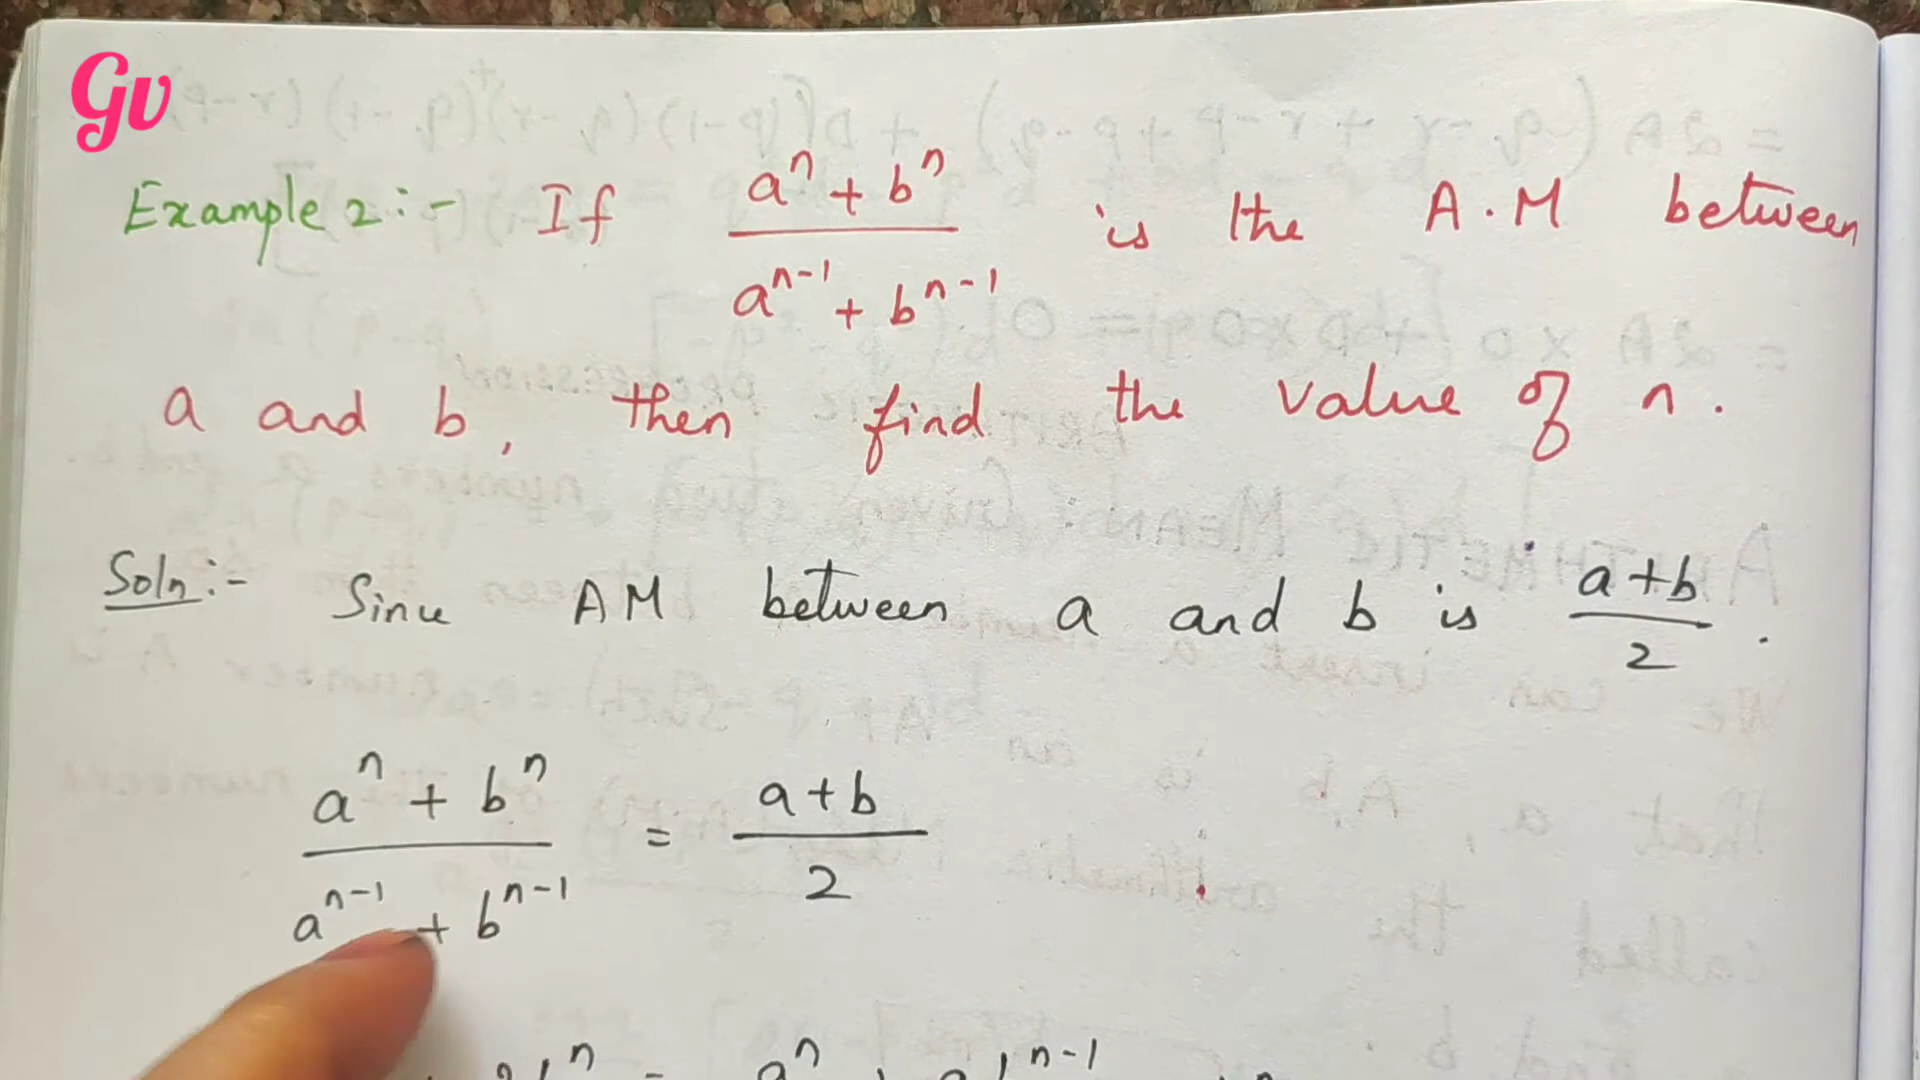 Gv
Example 2:- If a^n + b^n / a^(n-1) + b^(n-1) is the A.M between
a and b, then find the value of n.
Soln:- Since AM between a and b is (a+b)/2.
a^n + b^n / a^(n-1) + b^(n-1) = (a+b)/2